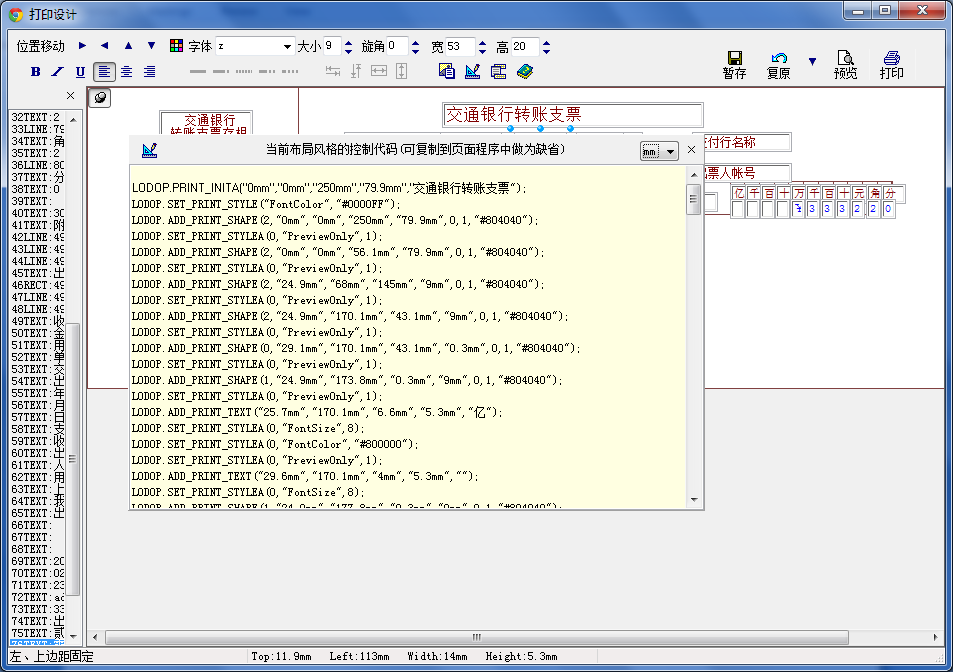 打印设计
位置移动 字体 z 大小 9 旋角 0 宽 53 高 20
B I U
暂存 复原 预览 打印
32TEXT:2
33LINE:79
34TEXT:角
35TEXT:2
36LINE:80
37TEXT:分
38TEXT:0
39TEXT:
40TEXT:30
41TEXT:附
42LINE:49
43LINE:49
44LINE:49
45TEXT:出
46RECT:49
47LINE:49
48LINE:49
49TEXT:收
50TEXT:金
51TEXT:用
52TEXT:单
53TEXT:交
54TEXT:出
55TEXT:年
56TEXT:月
57TEXT:日
58TEXT:支
59TEXT:收
60TEXT:出
61TEXT:人
62TEXT:用
63TEXT:上
64TEXT:我
65TEXT:出
66TEXT:
67TEXT:
68TEXT:
69TEXT:20
70TEXT:02
71TEXT:23
72TEXT:ad
73TEXT:33
74TEXT:出
75TEXT:贰
交通银行
转账支票存根
交通银行转账支票
付行名称
票人帐号
亿 千 百 十 万 千 百 十 元 角 分
¥ 3 3 3 2 2 0
当前布局风格的控制代码(可复制到页面程序中做为缺省)
mm
LODOP.PRINT_INITA("0mm","0mm","250mm","79.9mm","交通银行转账支票");
LODOP.SET_PRINT_STYLE("FontColor","#0000FF");
LODOP.ADD_PRINT_SHAPE(2,"0mm","0mm","250mm","79.9mm",0,1,"#804040");
LODOP.SET_PRINT_STYLEA(0,"PreviewOnly",1);
LODOP.ADD_PRINT_SHAPE(2,"0mm","0mm","56.1mm","79.9mm",0,1,"#804040");
LODOP.SET_PRINT_STYLEA(0,"PreviewOnly",1);
LODOP.ADD_PRINT_SHAPE(2,"24.9mm","68mm","145mm","9mm",0,1,"#804040");
LODOP.SET_PRINT_STYLEA(0,"PreviewOnly",1);
LODOP.ADD_PRINT_SHAPE(2,"24.9mm","170.1mm","43.1mm","9mm",0,1,"#804040");
LODOP.SET_PRINT_STYLEA(0,"PreviewOnly",1);
LODOP.ADD_PRINT_SHAPE(0,"29.1mm","170.1mm","43.1mm","0.3mm",0,1,"#804040");
LODOP.SET_PRINT_STYLEA(0,"PreviewOnly",1);
LODOP.ADD_PRINT_SHAPE(1,"24.9mm","173.8mm","0.3mm","9mm",0,1,"#804040");
LODOP.SET_PRINT_STYLEA(0,"PreviewOnly",1);
LODOP.ADD_PRINT_TEXT("25.7mm","170.1mm","6.6mm","5.3mm","亿");
LODOP.SET_PRINT_STYLEA(0,"FontSize",8);
LODOP.SET_PRINT_STYLEA(0,"FontColor","#800000");
LODOP.SET_PRINT_STYLEA(0,"PreviewOnly",1);
LODOP.ADD_PRINT_TEXT("29.6mm","170.1mm","4mm","5.3mm","");
LODOP.SET_PRINT_STYLEA(0,"FontSize",8);
左、上边距固定 Top:11.9mm Left:113mm Width:14mm Height:5.3mm